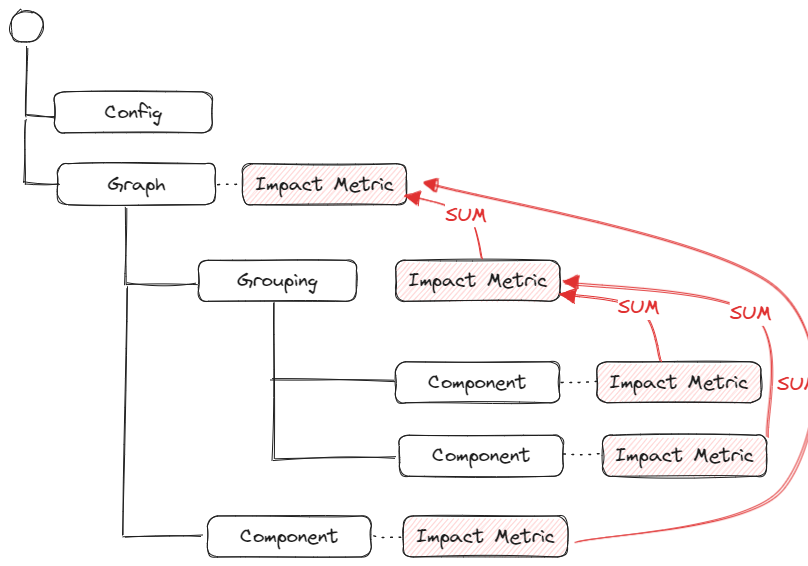 Config
Graph
Impact Metric
SUM
Grouping
Impact Metric
SUM
SUM
Component
Impact Metric
SUM
Component
Impact Metric
Component
Impact Metric